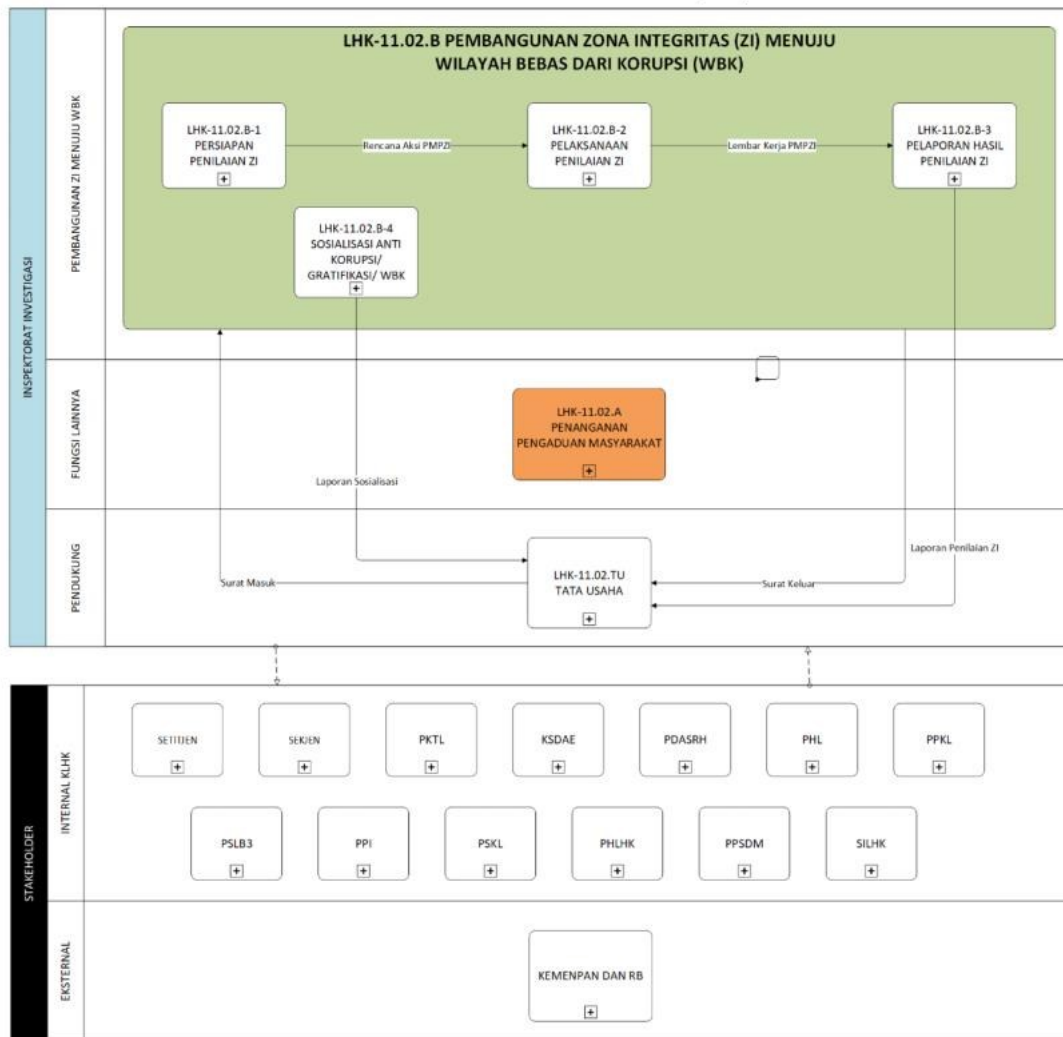 LHK-11.02.B PEMBANGUNAN ZONA INTEGRITAS (ZI) MENUJU
WILAYAH BEBAS DARI KORUPSI (WBK)
INSPEKTORAT INVESTIGASI
PEMBANGUNAN ZI MENUJU WBK
LHK-11.02.B-1
PERSIAPAN
PENILAIAN ZI
Rencana Aksi PMPZI
LHK-11.02.B-2
PELAKSANAAN
PENILAIAN ZI
Lembar Kerja PMPZI
LHK-11.02.B-3
PELAPORAN HASIL
PENILAIAN ZI
LHK-11.02.B-4
SOSIALISASI ANTI
KORUPSI/
GRATIFIKASI/ WBK
FUNGSI LAINNYA
LHK-11.02.A
PENANGANAN
PENGADUAN MASYARAKAT
Laporan Sosialisasi
PENDUKUNG
Laporan Penilaian ZI
LHK-11.02.TU
TATA USAHA
Surat Masuk
Surat Keluar
STAKEHOLDER
INTERNAL KLHK
SETITJEN
SEKJEN
PKTL
KSDAE
PDASRH
PHL
PPKL
PSLB3
PPI
PSKL
PHLHK
PPSDM
SILHK
EKSTERNAL
KEMENPAN DAN RB